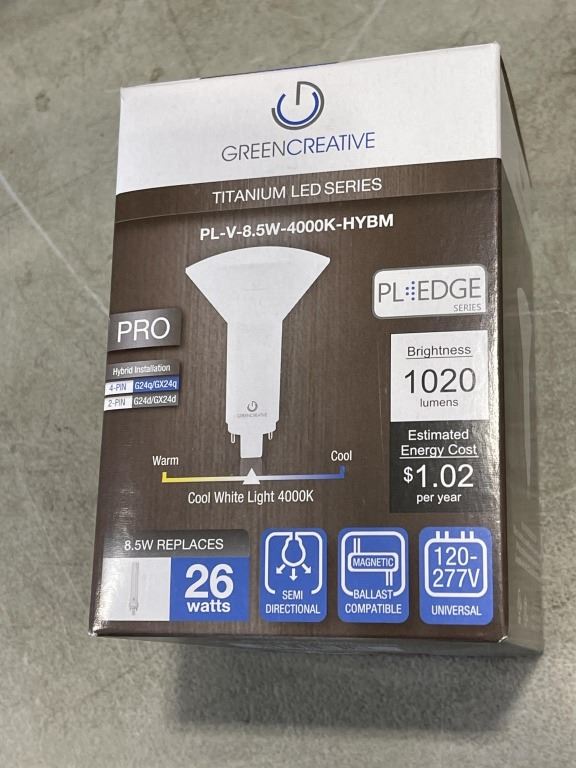 GREENCREATIVE
TITANIUM LED SERIES
PL-V-8.5W-4000K-HYBM
PL EDGE
SERIES
PRO
Hybrid Installation
4-PIN G24q/GX24q
2-PIN G24d/GX24d
Brightness
1020
lumens
GREENCREATIVE
Estimated
Energy Cost
$1.02
per year
Warm
Cool
Cool White Light 4000K
8.5W REPLACES
26
watts
SEMI
DIRECTIONAL
MAGNETIC
BALLAST
COMPATIBLE
120-
277V
UNIVERSAL